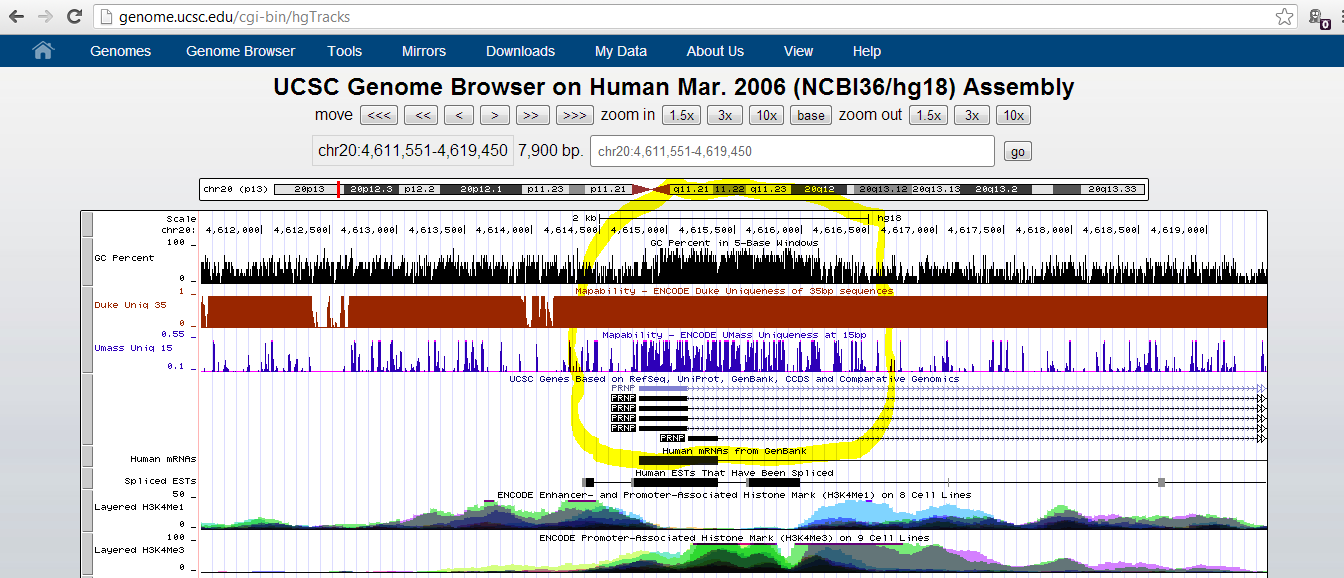 genome.ucsc.edu/cgi-bin/hgTracks
Genomes Genome Browser Tools Mirrors Downloads My Data About Us View Help
UCSC Genome Browser on Human Mar. 2006 (NCBI36/hg18) Assembly
move <<< << < > >> >>> zoom in 1.5x 3x 10x base zoom out 1.5x 3x 10x
chr20:4,611,551-4,619,450 7,900 bp. chr20:4,611,551-4,619,450 go
chr20 (p13) 20p13 20p12.3 p12.2 20p12.1 p11.23 p11.21 q11.21 11.22 q11.23 20q12 20q13.12 20q13.13 20q13.2 20q13.33
Scale 2 kb hg18
chr20: 4,612,000 4,612,500 4,613,000 4,613,500 4,614,000 4,614,500 4,615,000 4,615,500 4,616,000 4,616,500 4,617,000 4,617,500 4,618,000 4,618,500 4,619,000
100 _ GC Percent in 5-Base Windows
GC Percent
0 _
1 _ Mapability - ENCODE Duke Uniqueness of 35bp sequences
Duke Uniq 35
0 _
0.55 _ Mapability - ENCODE UMass Uniqueness at 15bp
Umass Uniq 15
0.1 _
UCSC Genes Based on RefSeq, UniProt, GenBank, CCDS and Comparative Genomics
PRNP
PRNP
PRNP
PRNP
PRNP
PRNP
Human mRNAs from GenBank
Human mRNAs
Human ESTs That Have Been Spliced
Spliced ESTs
50 _ ENCODE Enhancer- and Promoter-Associated Histone Mark (H3K4Me1) on 8 Cell Lines
Layered H3K4Me1
0 _
100 _ ENCODE Promoter-Associated Histone Mark (H3K4Me3) on 9 Cell Lines
Layered H3K4Me3
0 _